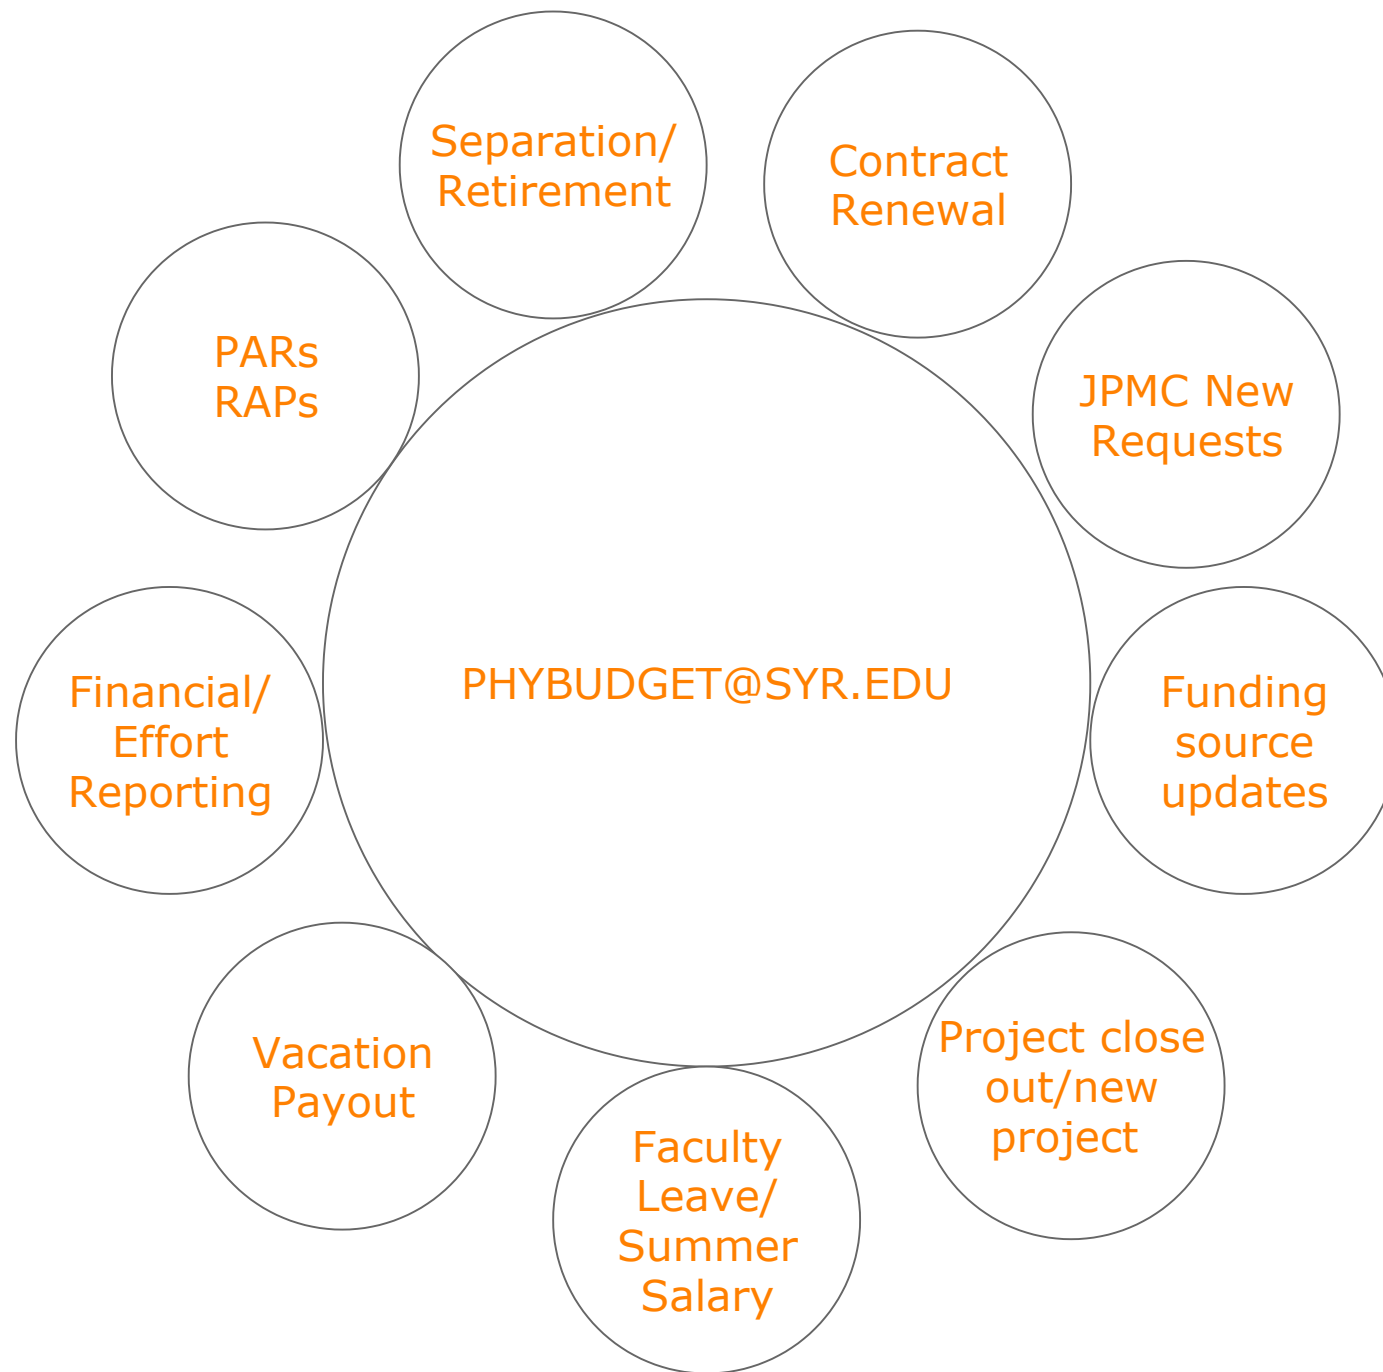 Separation/
Retirement
Contract
Renewal
PARs
RAPs
JPMC New
Requests
PHYBUDGET@SYR.EDU
Financial/
Effort
Reporting
Funding
source
updates
Vacation
Payout
Project close
out/new
project
Faculty
Leave/
Summer
Salary